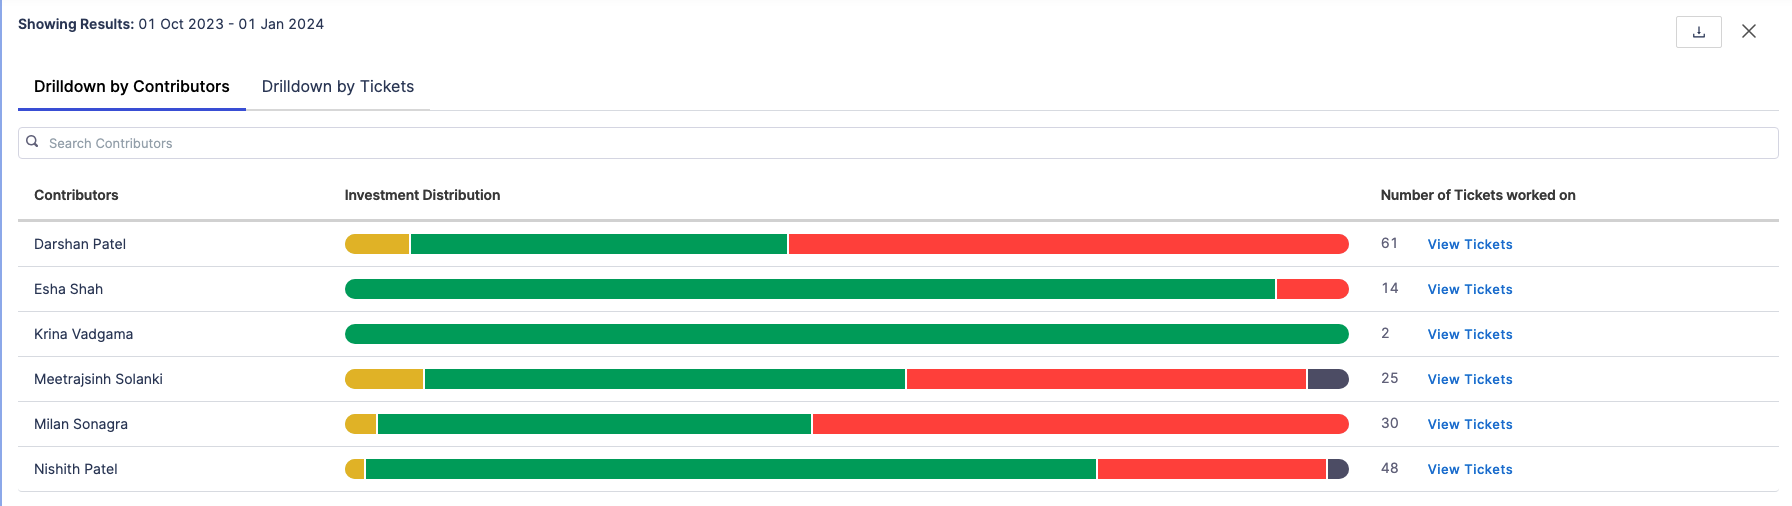 Showing Results: 01 Oct 2023 - 01 Jan 2024
Drilldown by Contributors Drilldown by Tickets
Search Contributors
Contributors Investment Distribution Number of Tickets worked on
Darshan Patel 61 View Tickets
Esha Shah 14 View Tickets
Krina Vadgama 2 View Tickets
Meetrajsinh Solanki 25 View Tickets
Milan Sonagra 30 View Tickets
Nishith Patel 48 View Tickets